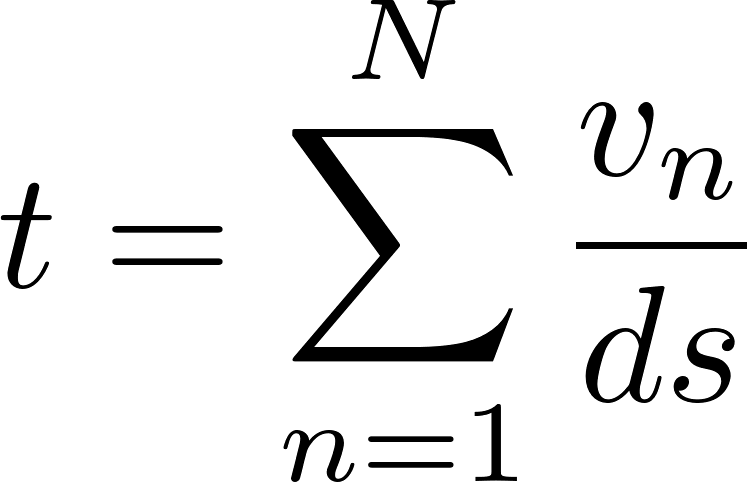 t = \sum_{n=1}^{N} \frac{v_n}{ds}